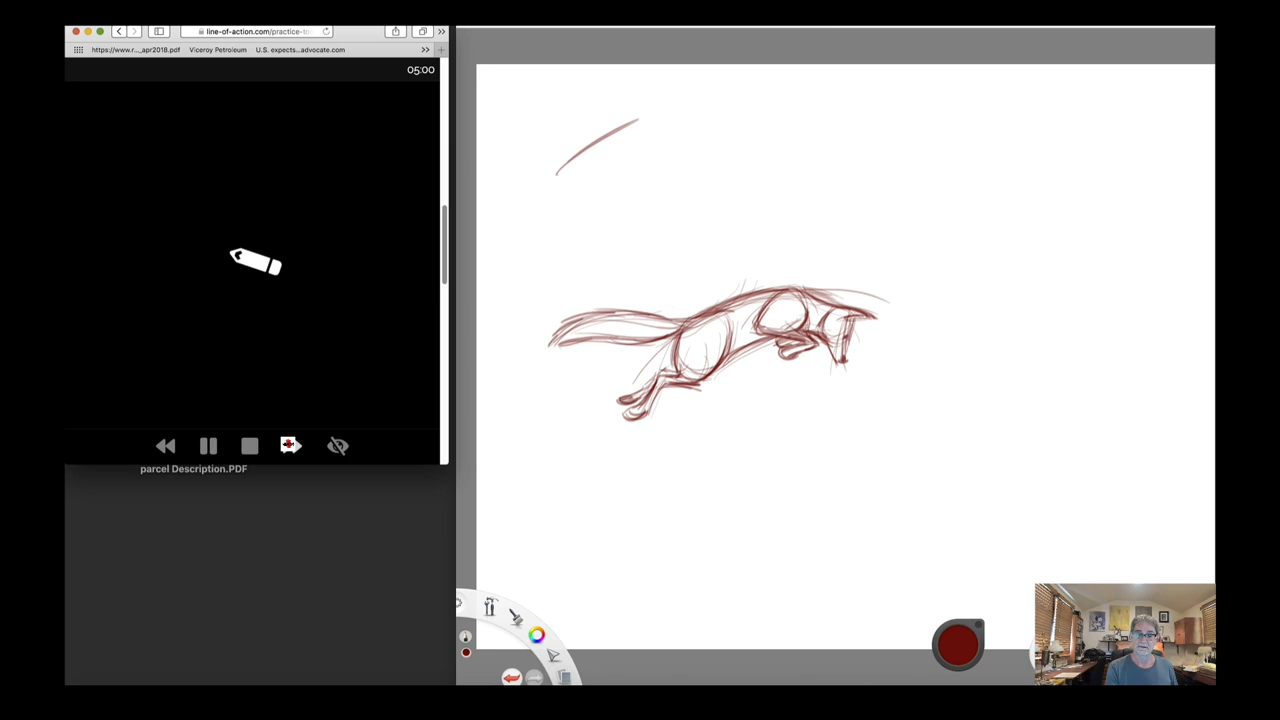 line-of-action.com/practice-to
https://www.r..._apr2018.pdf Viceroy Petroleum U.S. expects...advocate.com
05:00
parcel Description.PDF